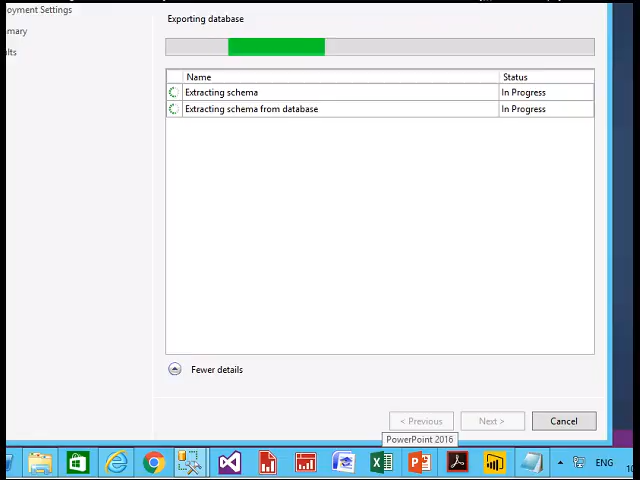 oyment Settings
mary
lts
Exporting database
Name Status
Extracting schema In Progress
Extracting schema from database In Progress
Fewer details
< Previous Next > Cancel
PowerPoint 2016
ENG
10